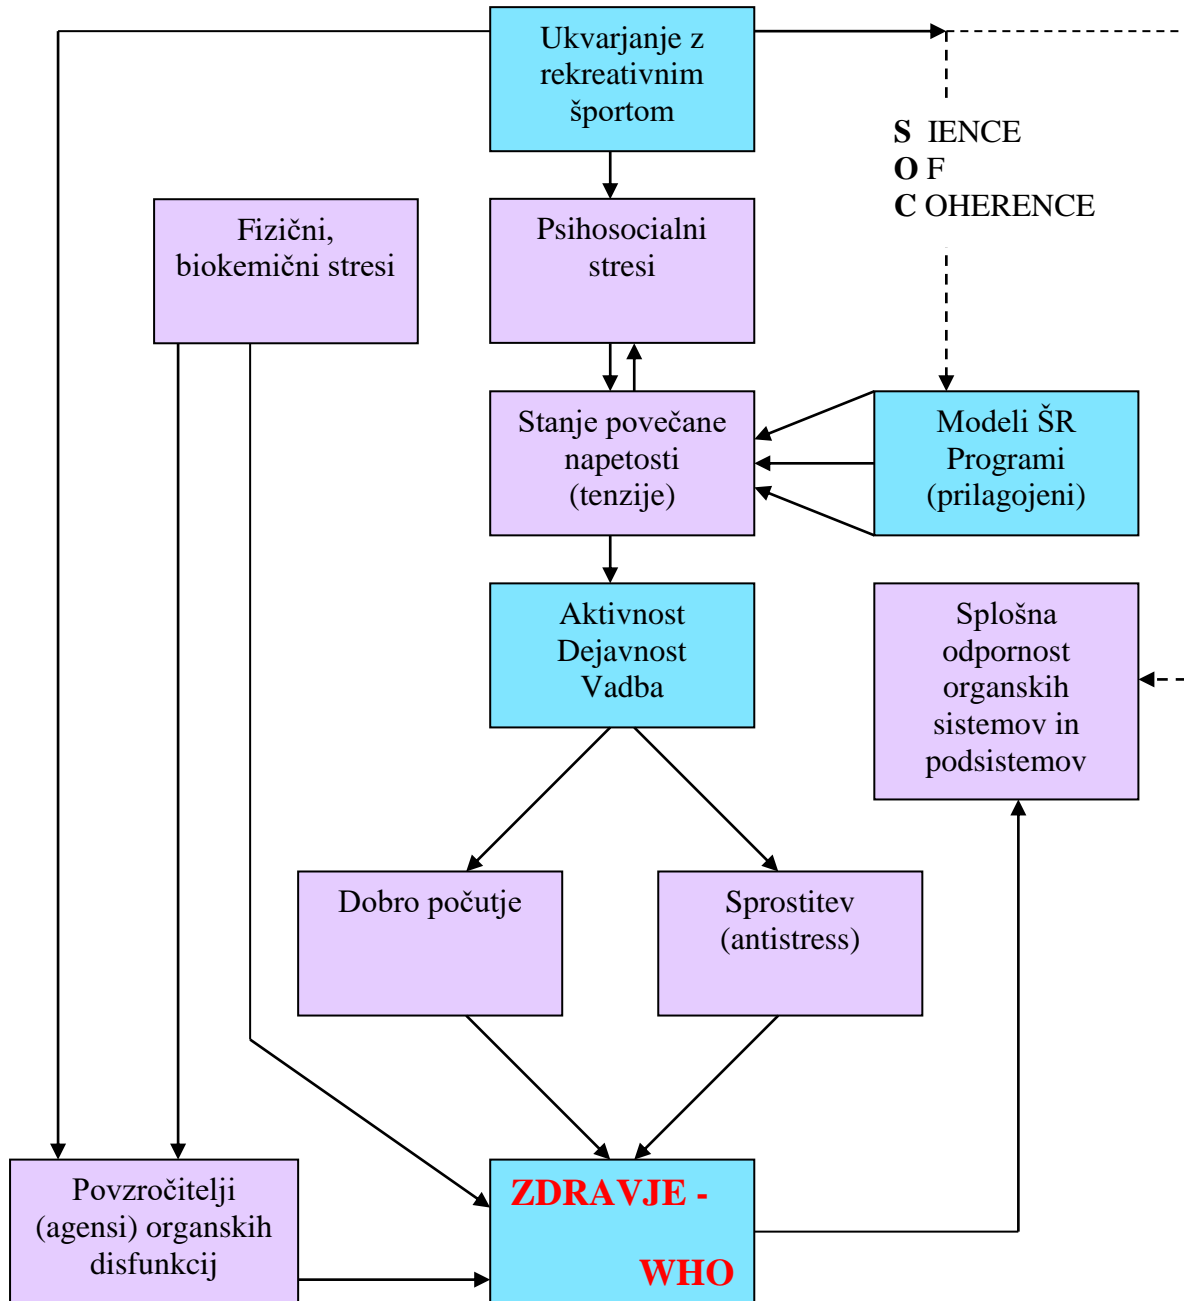 Ukvarjanje z
rekreativnim
športom
S IENCE
O F
C OHERENCE
Fizični,
biokemični stresi
Psihosocialni
stresi
Stanje povečane
napetosti
(tenzije)
Modeli ŠR
Programi
(prilagojeni)
Aktivnost
Dejavnost
Vadba
Splošna
odpornost
organskih
sistemov in
podsistemov
Dobro počutje
Sprostitev
(antistress)
Povzročitelji
(agensi) organskih
disfunkcij
ZDRAVJE -
WHO